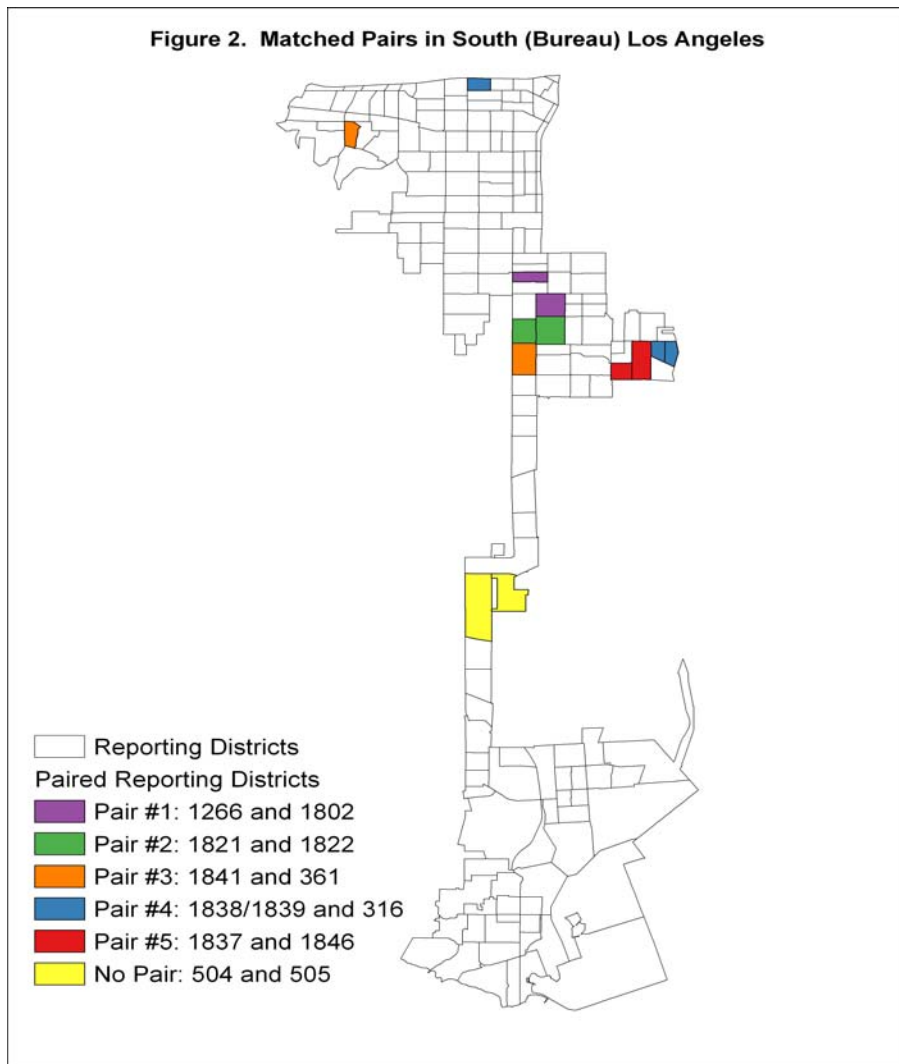 Figure 2. Matched Pairs in South (Bureau) Los Angeles
Reporting Districts
Paired Reporting Districts
Pair #1: 1266 and 1802
Pair #2: 1821 and 1822
Pair #3: 1841 and 361
Pair #4: 1838/1839 and 316
Pair #5: 1837 and 1846
No Pair: 504 and 505